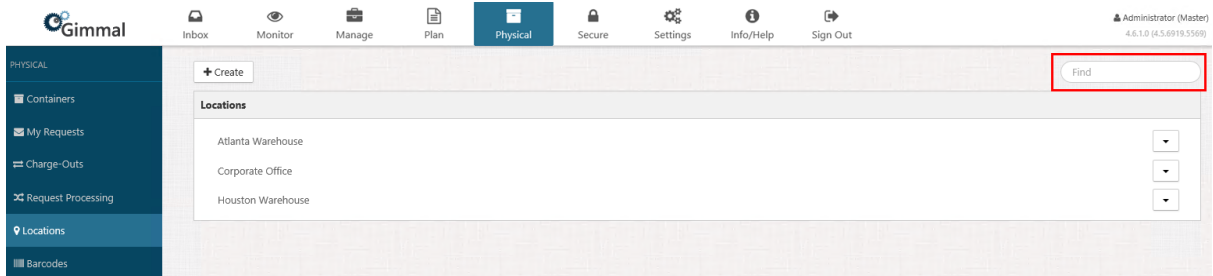 Gimmal
Inbox Monitor Manage Plan Physical Secure Settings Info/Help Sign Out
Administrator (Master)
4.6.1.0 (4.5.6919.5569)
PHYSICAL
Containers
My Requests
Charge-Outs
Request Processing
Locations
Barcodes
+ Create
Find
Locations
Atlanta Warehouse
Corporate Office
Houston Warehouse